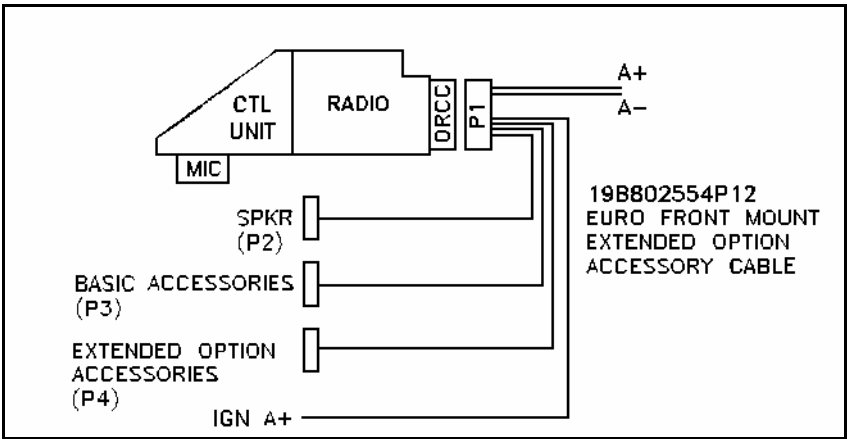 CTL
UNIT
RADIO
ORCC
P1
A+
A-
MIC
SPKR
(P2)
BASIC ACCESSORIES
(P3)
EXTENDED OPTION
ACCESSORIES
(P4)
IGN A+
19B802554P12
EURO FRONT MOUNT
EXTENDED OPTION
ACCESSORY CABLE